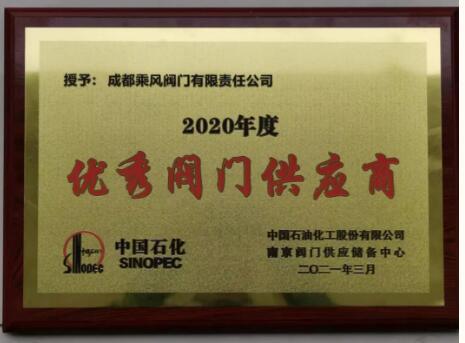 授予：成都乘风阀门有限责任公司
2020年度
优秀阀门供应商
中国石化
SINOPEC
SINOPEC
中国石油化工股份有限公司
南京阀门供应储备中心
二〇二一年三月